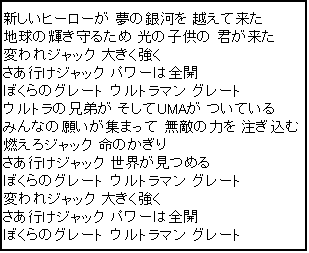 新しいヒーローが 夢の銀河を 越えて来た
地球の輝き守るため 光の子供の 君が来た
変われジャック 大きく強く
さあ行けジャック パワーは全開
ぼくらのグレート ウルトラマン グレート
ウルトラの兄弟が そしてUMAが ついている
みんなの願いが集まって 無敵の力を 注ぎ込む
燃えろジャック 命のかぎり
さあ行けジャック 世界が見つめる
ぼくらのグレート ウルトラマン グレート
変われジャック 大きく強く
さあ行けジャック パワーは全開
ぼくらのグレート ウルトラマン グレート